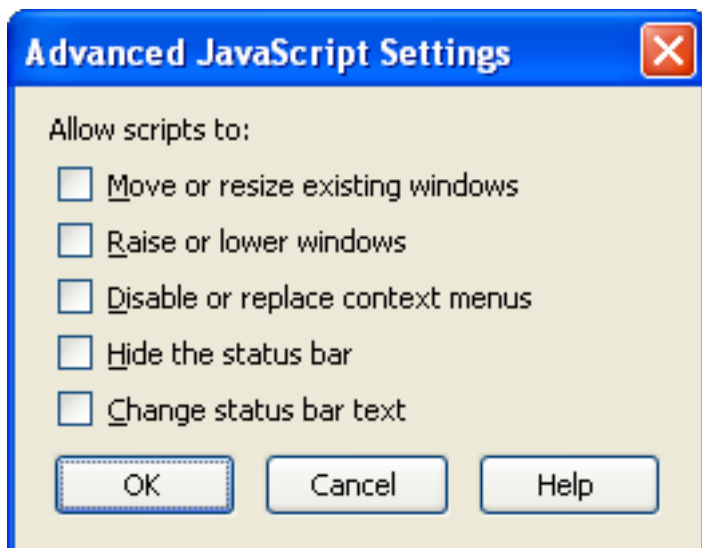 Advanced JavaScript Settings
Allow scripts to:
Move or resize existing windows
Raise or lower windows
Disable or replace context menus
Hide the status bar
Change status bar text
OK Cancel Help